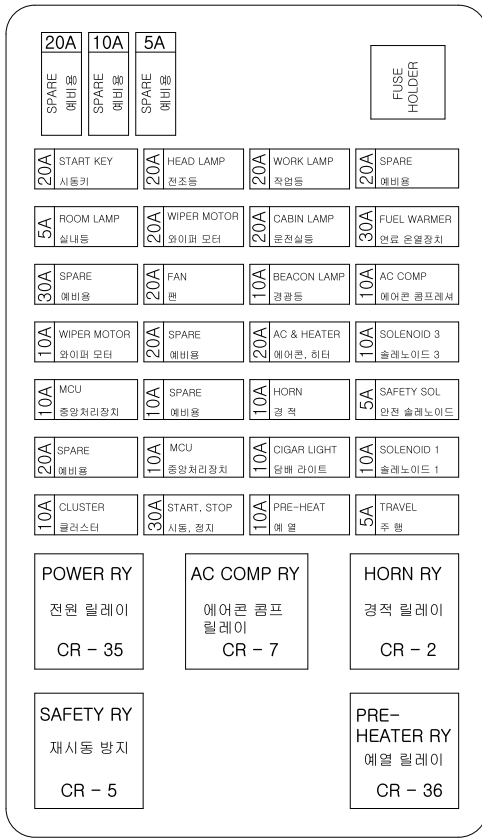 20A 10A 5A
SPARE 예비용 SPARE 예비용 SPARE 예비용
FUSE HOLDER
20A START KEY 시동키
20A HEAD LAMP 전조등
20A WORK LAMP 작업등
20A SPARE 예비용
5A ROOM LAMP 실내등
20A WIPER MOTOR 와이퍼 모터
20A CABIN LAMP 운전실등
30A FUEL WARMER 연료 온열장치
30A SPARE 예비용
20A FAN 팬
10A BEACON LAMP 경광등
10A AC COMP 에어콘 콤프레셔
10A WIPER MOTOR 와이퍼 모터
20A SPARE 예비용
20A AC & HEATER 에어콘, 히터
10A SOLENOID 3 솔레노이드 3
10A MCU 중앙처리장치
10A SPARE 예비용
10A HORN 경 적
5A SAFETY SOL 안전 솔레노이드
20A SPARE 예비용
10A MCU 중앙처리장치
10A CIGAR LIGHT 담배 라이트
10A SOLENOID 1 솔레노이드 1
10A CLUSTER 클러스터
30A START, STOP 시동, 정지
10A PRE-HEAT 예 열
5A TRAVEL 주 행
POWER RY
전원 릴레이
CR - 35
AC COMP RY
에어콘 콤프
릴레이
CR - 7
HORN RY
경적 릴레이
CR - 2
SAFETY RY
재시동 방지
CR - 5
PRE-
HEATER RY
예열 릴레이
CR - 36